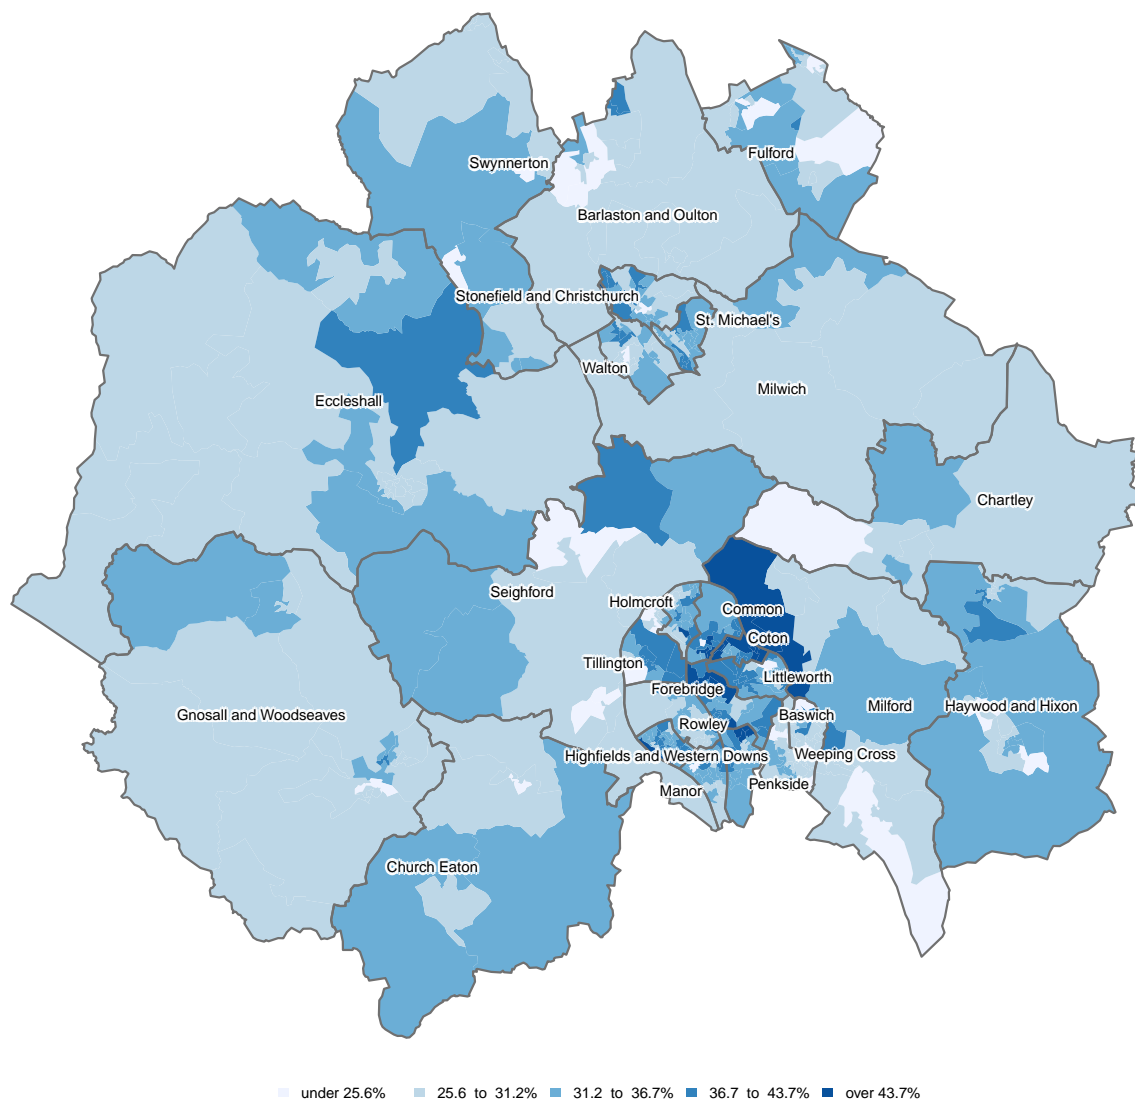 Swynnerton
Fulford
Barlaston and Oulton
Stonefield and Christchurch
St. Michael's
Walton
Milwich
Eccleshall
Chartley
Seighford
Holmcroft
Common
Coton
Tillington
Littleworth
Forebridge
Gnosall and Woodseaves
Rowley
Baswich
Milford
Haywood and Hixon
Highfields and Western Downs
Weeping Cross
Manor
Penkside
Church Eaton
under 25.6% 25.6 to 31.2% 31.2 to 36.7% 36.7 to 43.7% over 43.7%